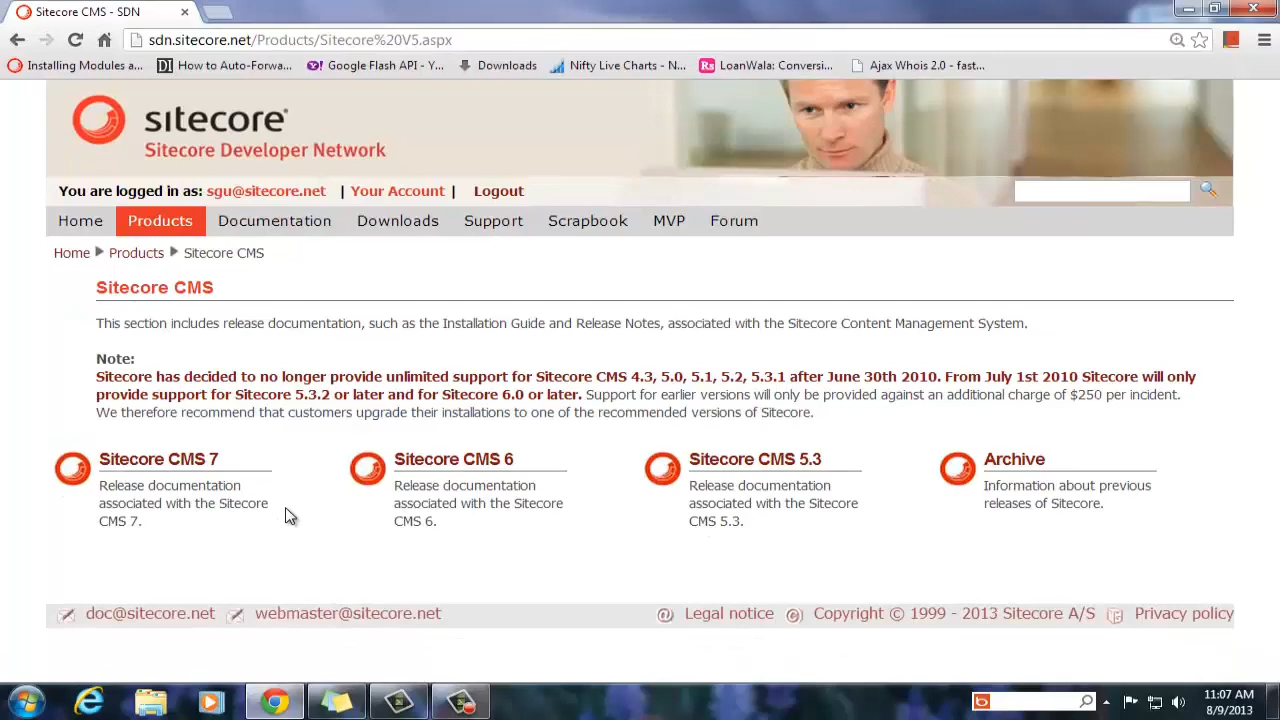 Sitecore CMS - SDN
sdn.sitecore.net/Products/Sitecore%20V5.aspx
Installing Modules a... DI How to Auto-Forwa... Google Flash API - Y... Downloads Nifty Live Charts - N... Rs LoanWala: Conversi... Ajax Whois 2.0 - fast...
sitecore®
Sitecore Developer Network
You are logged in as: sgu@sitecore.net | Your Account | Logout
Home Products Documentation Downloads Support Scrapbook MVP Forum
Home Products Sitecore CMS
Sitecore CMS
This section includes release documentation, such as the Installation Guide and Release Notes, associated with the Sitecore Content Management System.
Note:
Sitecore has decided to no longer provide unlimited support for Sitecore CMS 4.3, 5.0, 5.1, 5.2, 5.3.1 after June 30th 2010. From July 1st 2010 Sitecore will only
provide support for Sitecore 5.3.2 or later and for Sitecore 6.0 or later. Support for earlier versions will only be provided against an additional charge of $250 per incident.
We therefore recommend that customers upgrade their installations to one of the recommended versions of Sitecore.
Sitecore CMS 7 Sitecore CMS 6 Sitecore CMS 5.3 Archive
Release documentation Release documentation Release documentation Information about previous
associated with the Sitecore associated with the Sitecore associated with the Sitecore releases of Sitecore.
CMS 7. CMS 6. CMS 5.3.
doc@sitecore.net webmaster@sitecore.net Legal notice Copyright © 1999 - 2013 Sitecore A/S Privacy policy
11:07 AM
8/9/2013